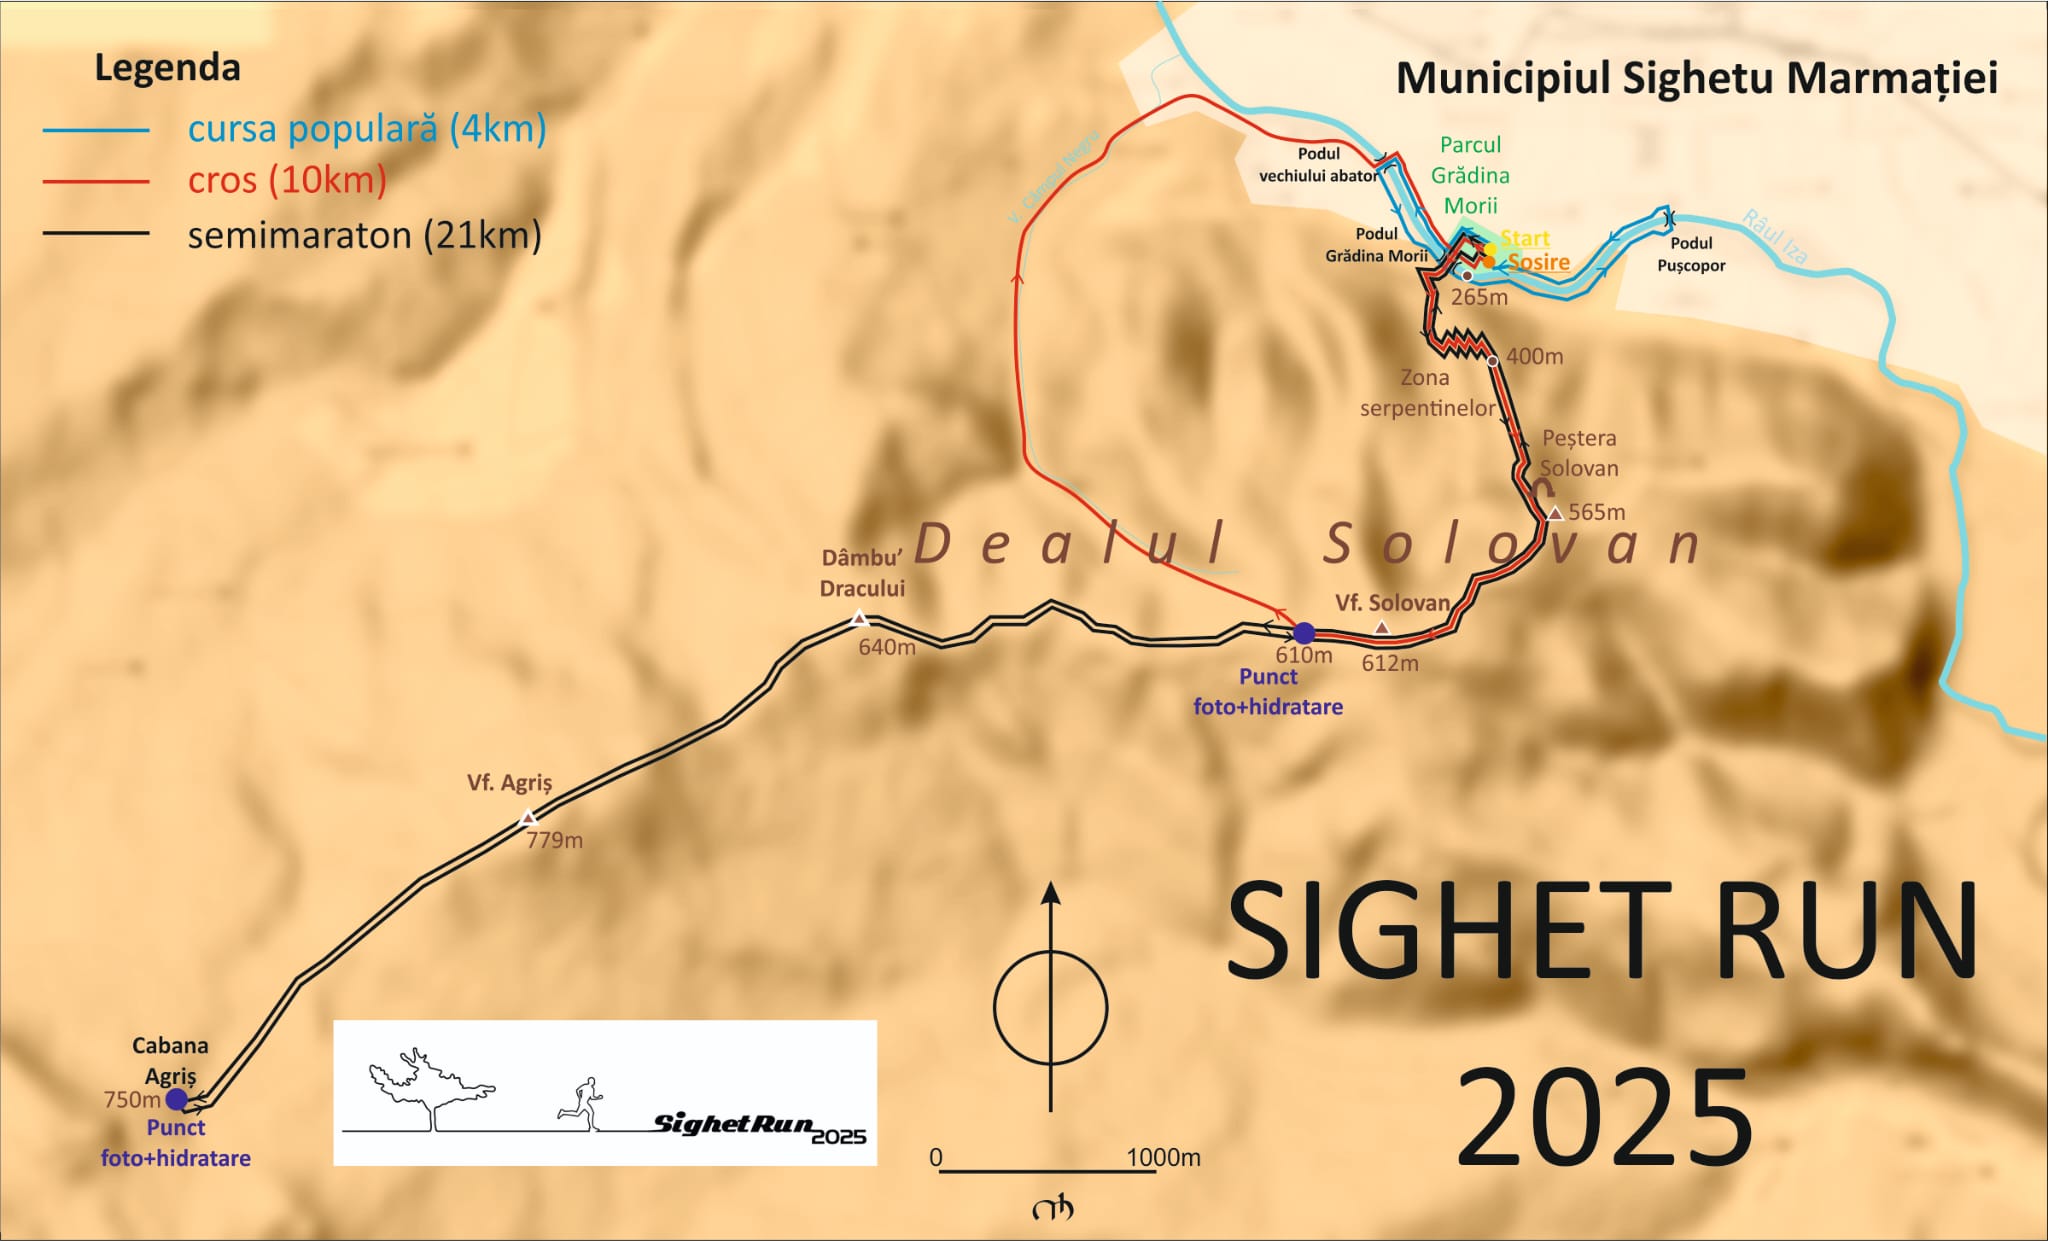 Legenda
cursa populară (4km)
cros (10km)
semimaraton (21km)
Municipiul Sighetu Marmației
Parcul
Grădina
Morii
Podul
vechiului abator
Podul
Grădina Morii
Start
Sosire
265m
Podul
Pușcopor
Râul Iza
V. Câmpul Negru
400m
Zona
serpentinelor
Peștera
Solovan
565m
Dealul Solovan
Vf. Solovan
612m
610m
Punct
foto+hidratare
Dâmbu’
Dracului
640m
Vf. Agriș
779m
Cabana
Agriș
750m
Punct
foto+hidratare
SighetRun
2025
0 1000m
SIGHET RUN
2025